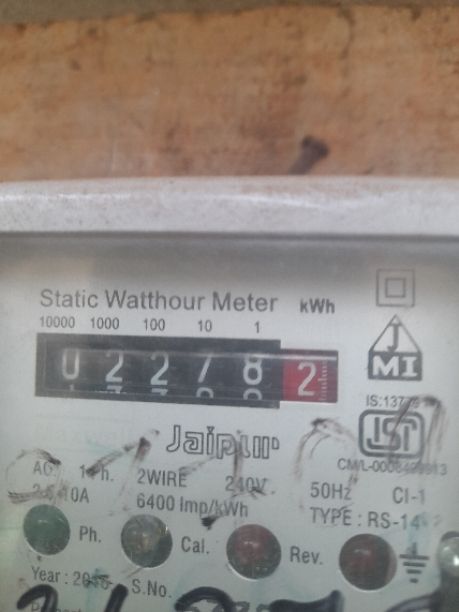 Static Watthour Meter kWh
10000 1000 100 10 1
0 2 2 7 8 2
J
MI
Jaipur
ISI
AC 1 Ph. 2WIRE 240V 50Hz CI-1
6400 Imp/kWh TYPE : RS-14
Ph. Cal. Rev.
Year : S.No.